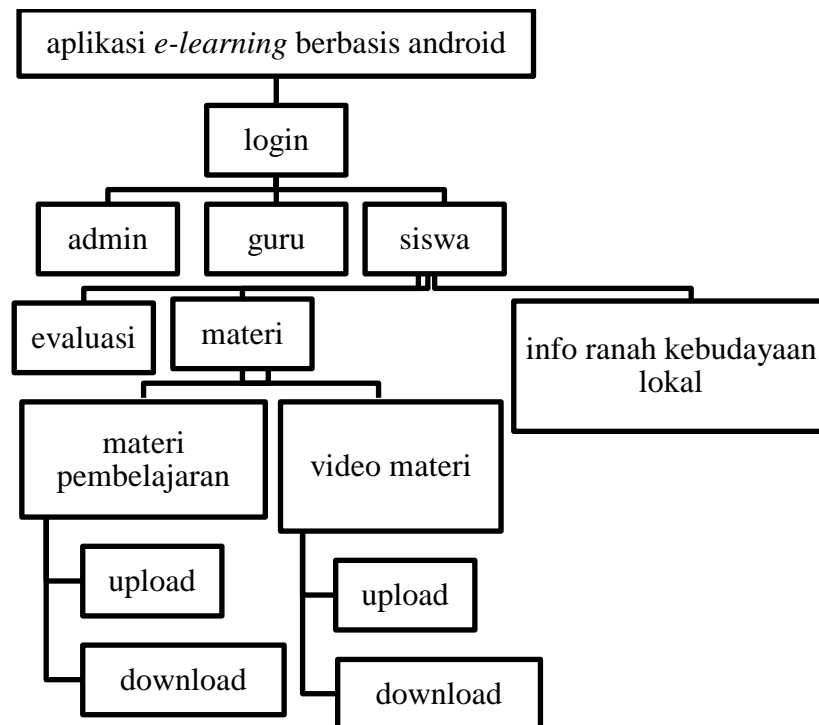 aplikasi e-learning berbasis android
login
admin
guru
siswa
evaluasi
materi
info ranah kebudayaan
lokal
materi
pembelajaran
video materi
upload
download
upload
download